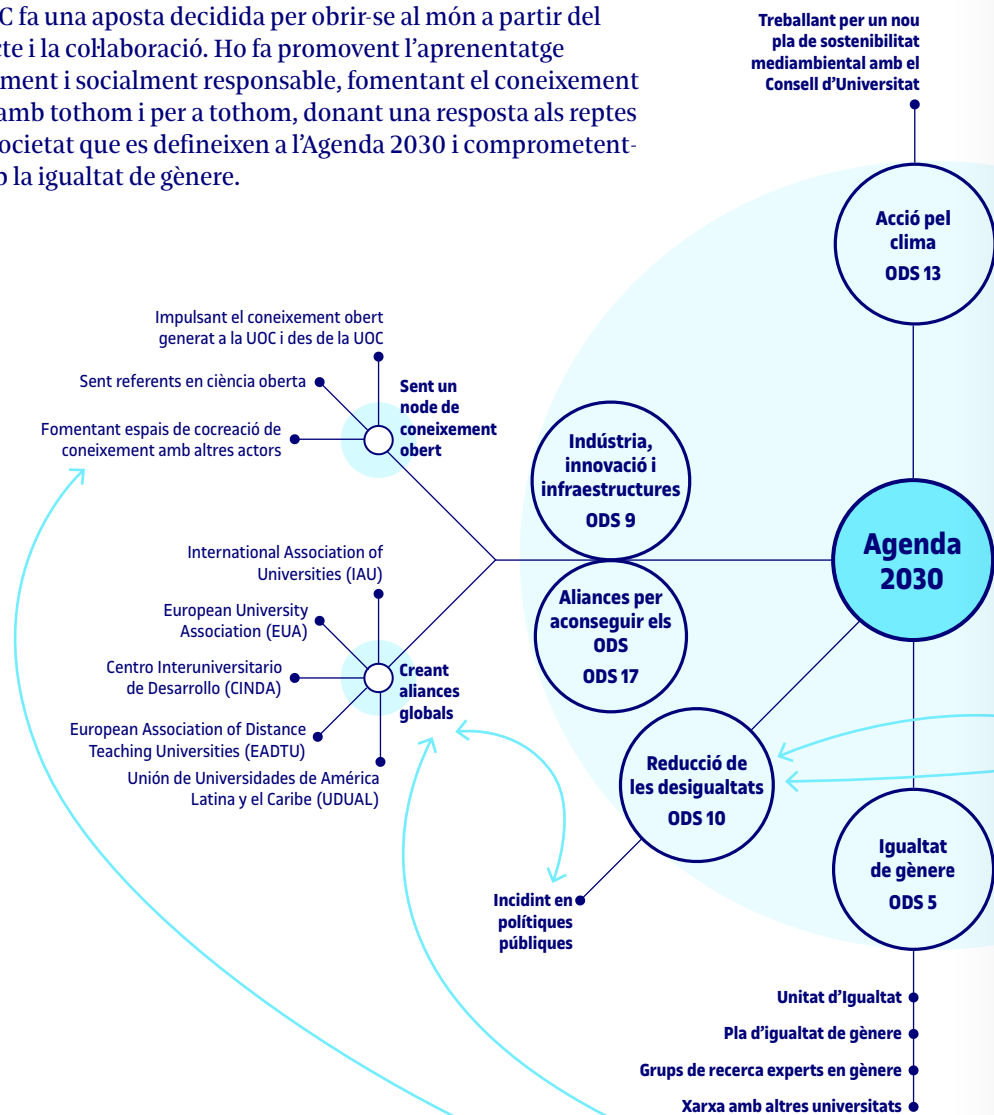 C fa una aposta decidida per obrir-se al món a partir del
cte i la col·laboració. Ho fa promovent l'aprenentatge
ment i socialment responsable, fomentant el coneixement
amb tothom i per a tothom, donant una resposta als reptes
ocietat que es defineixen a l'Agenda 2030 i comprometent-
b la igualtat de gènere.
Treballant per un nou
pla de sostenibilitat
mediambiental amb el
Consell d'Universitat
Acció pel
clima
ODS 13
Impulsant el coneixement obert
generat a la UOC i des de la UOC
Sent referents en ciència oberta
Fomentant espais de cocreació de
coneixement amb altres actors
Sent un
node de
coneixement
obert
Indústria,
innovació i
infraestructures
ODS 9
Agenda
2030
International Association of
Universities (IAU)
European University
Association (EUA)
Centro Interuniversitario
de Desarrollo (CINDA)
European Association of Distance
Teaching Universities (EADTU)
Unión de Universidades de América
Latina y el Caribe (UDUAL)
Creant
aliances
globals
Aliances per
aconseguir els
ODS
ODS 17
Reducció de
les desigualtats
ODS 10
Incidint en
polítiques
públiques
Igualtat
de gènere
ODS 5
Unitat d'Igualtat
Pla d'igualtat de gènere
Grups de recerca experts en gènere
Xarxa amb altres universitats